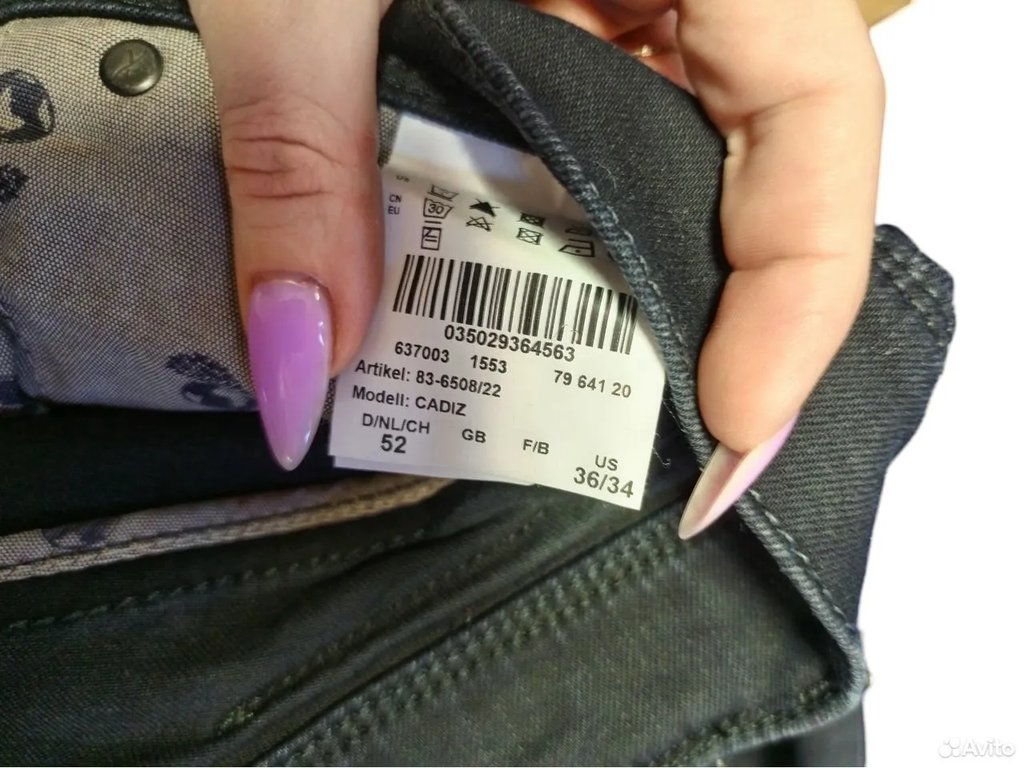 CN
EU
30
035029364563
637003 1553 79 641 20
Artikel: 83-6508/22
Modell: CADIZ
D/NL/CH GB F/B US
52 36/34
Avito